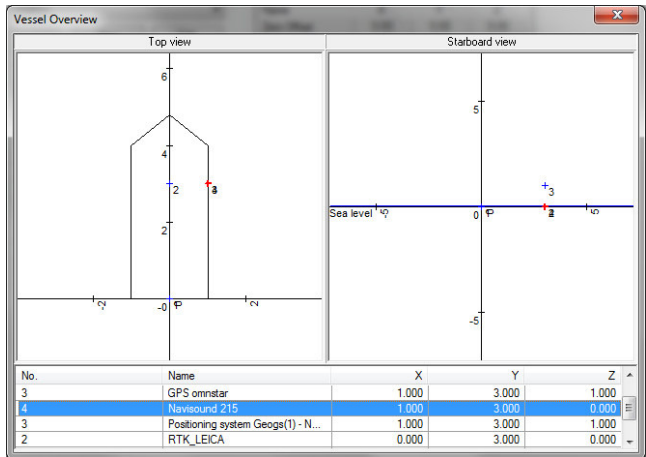 Vessel Overview
Top view Starboard view
6
4
2
2
-2 -0 0 2
5
3
Sea level -5 0 0 5
-5
No. Name X Y Z
3 GPS omnstar 1.000 3.000 1.000
4 Navisound 215 1.000 3.000 0.000
3 Positioning system Geogs(1) - N... 1.000 3.000 1.000
2 RTK_LEICA 0.000 3.000 0.000